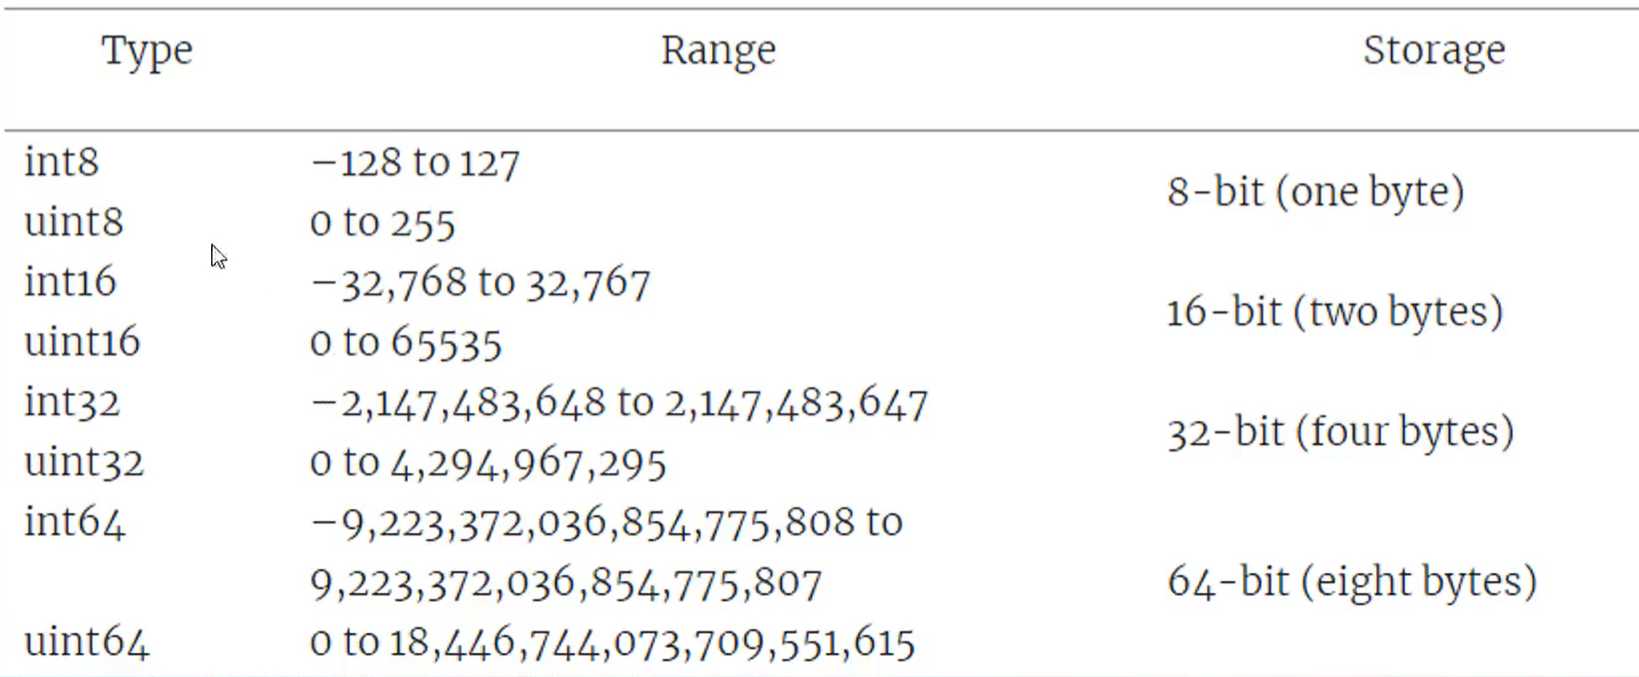 Type Range Storage
int8 −128 to 127
8-bit (one byte)
uint8 0 to 255
int16 −32,768 to 32,767
16-bit (two bytes)
uint16 0 to 65535
int32 −2,147,483,648 to 2,147,483,647
32-bit (four bytes)
uint32 0 to 4,294,967,295
int64 −9,223,372,036,854,775,808 to
9,223,372,036,854,775,807 64-bit (eight bytes)
uint64 0 to 18,446,744,073,709,551,615